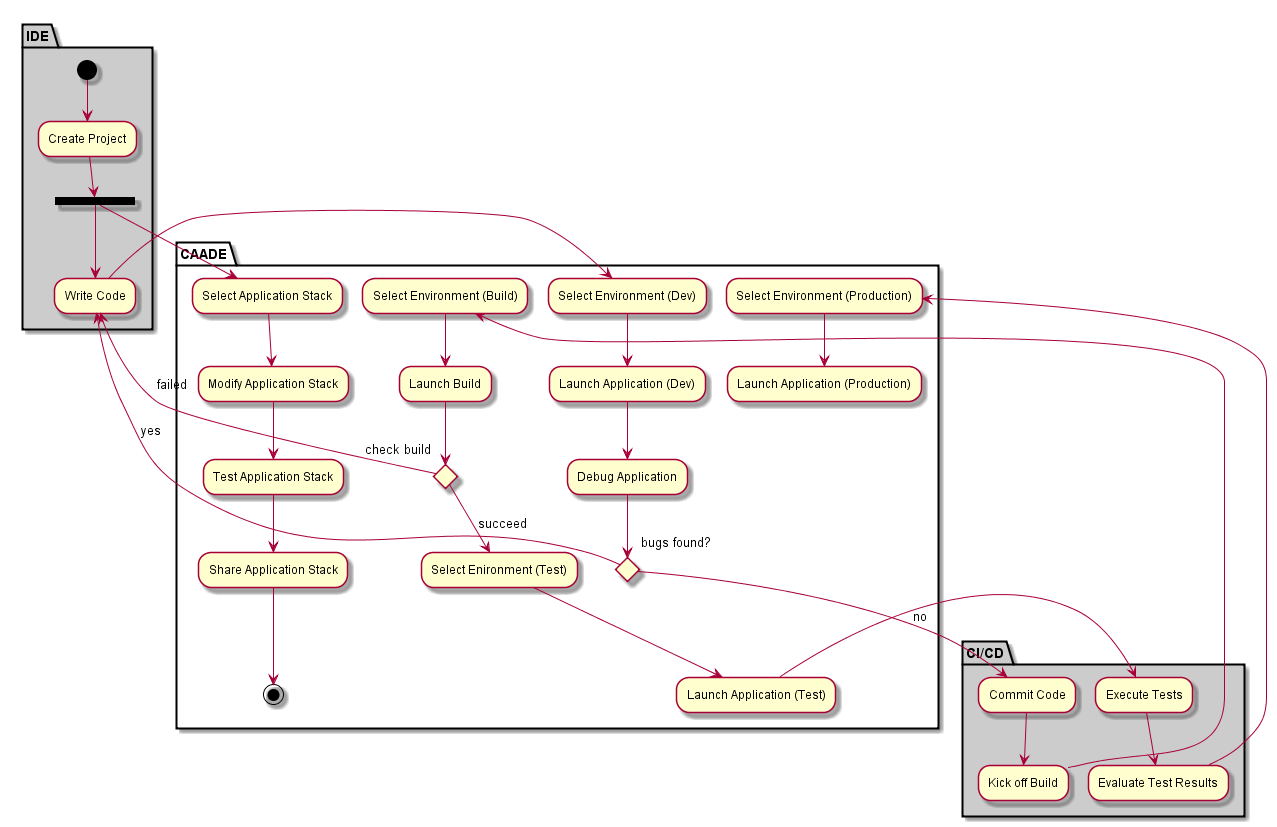 IDE
Create Project
CAADE
Write Code
Select Application Stack
Select Environment (Build)
Select Environment (Dev)
Select Environment (Production)
failed
Modify Application Stack
Launch Build
Launch Application (Dev)
Launch Application (Production)
yes
check build
Test Application Stack
Debug Application
succeed
bugs found?
Share Application Stack
Select Enironment (Test)
no
CI/CD
Launch Application (Test)
Commit Code
Execute Tests
Kick off Build
Evaluate Test Results